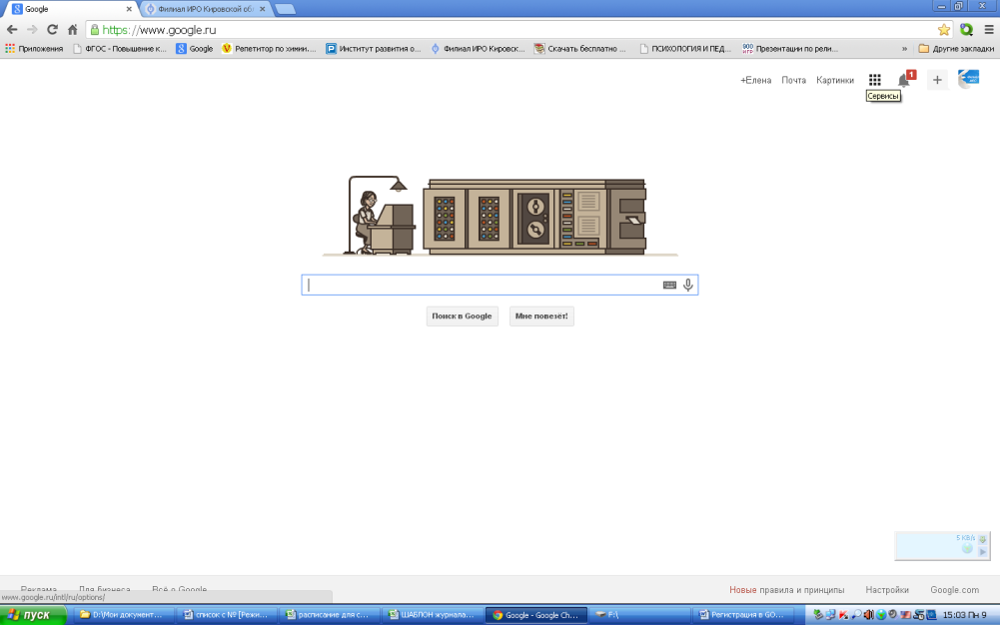 Google
Филиал ИРО Кировской об
https://www.google.ru
Приложения
ФГОС - Повышение к...
Google
Репетитор по химии,...
Институт развития о...
Филиал ИРО Кировск...
Скачать бесплатно ...
ПСИХОЛОГИЯ И ПЕД...
Презентации по рели...
»
Другие закладки
+Елена Почта Картинки 1 +
Сервисы
Поиск в Google Мне повезёт!
5 KB/s
Реклама Для бизнеса Всё о Google Новые правила и принципы Настройки Google.com
www.google.ru/intl/ru/options/
пуск
D:\Мои документ...
список с № [Режи...
расписание для с...
ШАБЛОН журнала...
Google - Google Ch...
F:\
Регистрация в GO...
15:03 Пн 9